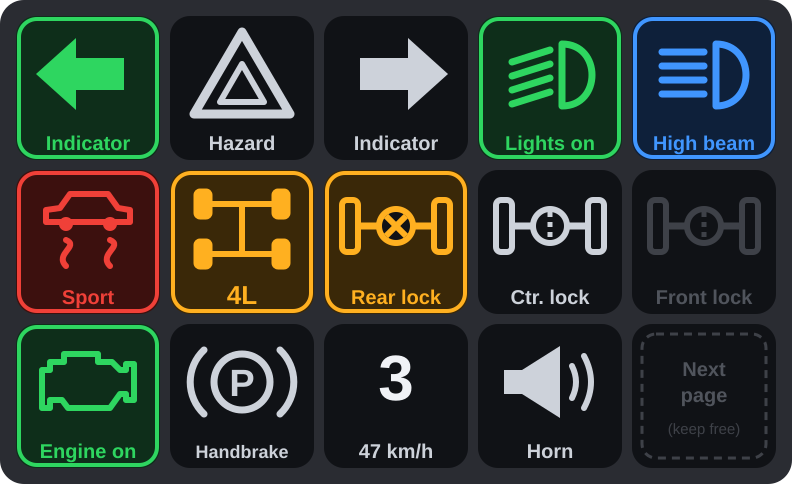 Indicator
Hazard
Indicator
Lights on
High beam
Sport
4L
Rear lock
Ctr. lock
Front lock
Engine on
P
Handbrake
3
47 km/h
Horn
Next
page
(keep free)